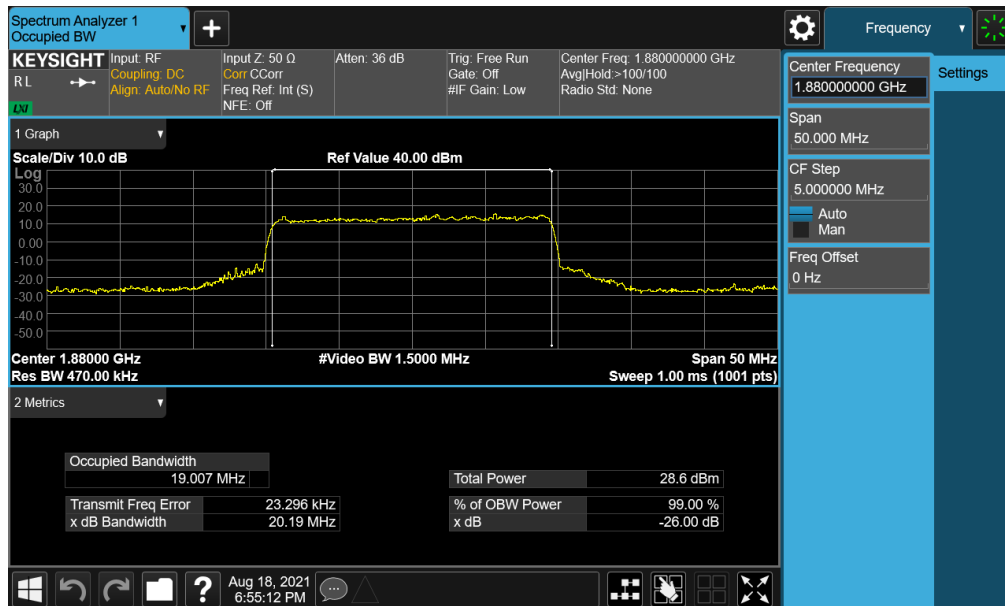 Spectrum Analyzer 1
Occupied BW
+
Frequency
KEYSIGHT
RL
LXI
Input: RF
Coupling: DC
Align: Auto/No RF
Input Z: 50 Ω
Corr CCorr
Freq Ref: Int (S)
NFE: Off
Atten: 36 dB
Trig: Free Run
Gate: Off
#IF Gain: Low
Center Freq: 1.880000000 GHz
Avg|Hold:>100/100
Radio Std: None
Center Frequency
1.880000000 GHz
Settings
Span
50.000 MHz
CF Step
5.000000 MHz
Auto
Man
Freq Offset
0 Hz
1 Graph
Scale/Div 10.0 dB
Ref Value 40.00 dBm
Log
30.0
20.0
10.0
0.00
-10.0
-20.0
-30.0
-40.0
-50.0
Center 1.88000 GHz
#Video BW 1.5000 MHz
Span 50 MHz
Res BW 470.00 kHz
Sweep 1.00 ms (1001 pts)
2 Metrics
Occupied Bandwidth
19.007 MHz
Total Power 28.6 dBm
Transmit Freq Error 23.296 kHz
% of OBW Power 99.00 %
x dB Bandwidth 20.19 MHz
x dB -26.00 dB
?
Aug 18, 2021
6:55:12 PM